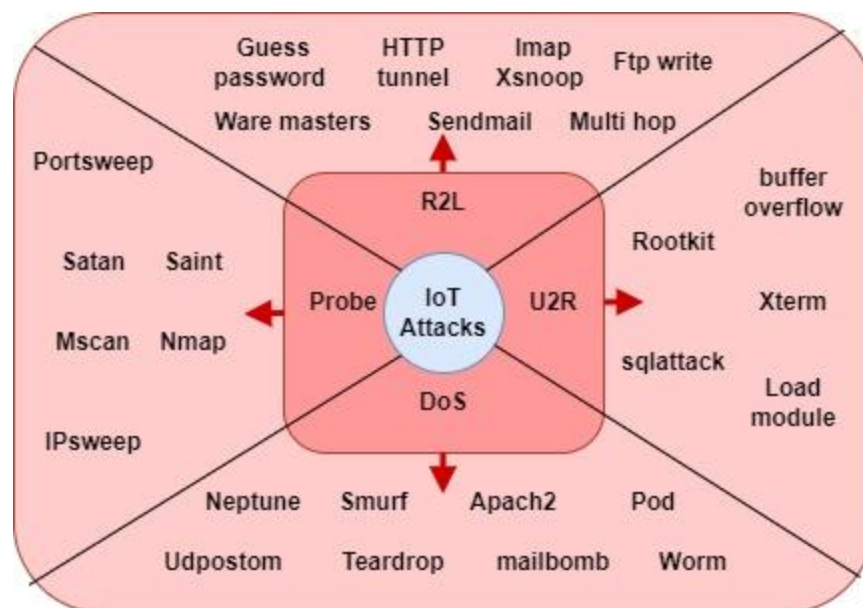 Guess
password
HTTP
tunnel
Imap
Xsnoop
Ftp write
Ware masters
Sendmail
Multi hop
Portsweep
Satan
Saint
Mscan
Nmap
IPsweep
R2L
Probe
IoT
Attacks
U2R
DoS
buffer
overflow
Rootkit
Xterm
sqlattack
Load
module
Neptune
Smurf
Apach2
Pod
Udpostom
Teardrop
mailbomb
Worm